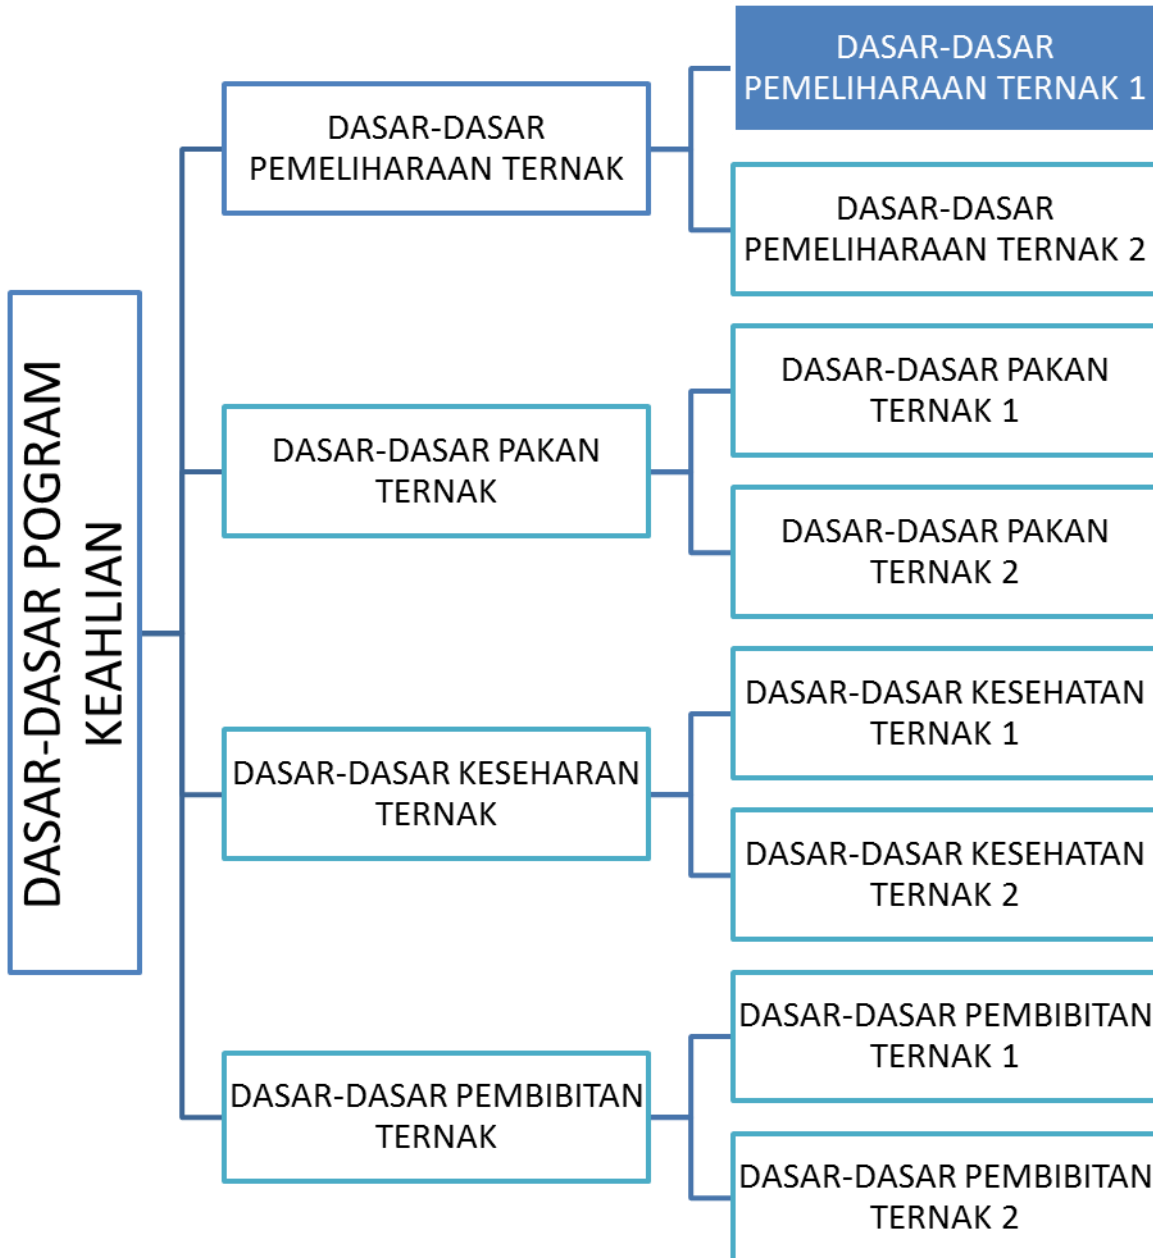 DASAR-DASAR POGRAM
KEAHLIAN
DASAR-DASAR
PEMELIHARAAN TERNAK
DASAR-DASAR
PEMELIHARAAN TERNAK 1
DASAR-DASAR
PEMELIHARAAN TERNAK 2
DASAR-DASAR PAKAN
TERNAK
DASAR-DASAR PAKAN
TERNAK 1
DASAR-DASAR PAKAN
TERNAK 2
DASAR-DASAR KESEHARAN
TERNAK
DASAR-DASAR KESEHATAN
TERNAK 1
DASAR-DASAR KESEHATAN
TERNAK 2
DASAR-DASAR PEMBIBITAN
TERNAK
DASAR-DASAR PEMBIBITAN
TERNAK 1
DASAR-DASAR PEMBIBITAN
TERNAK 2